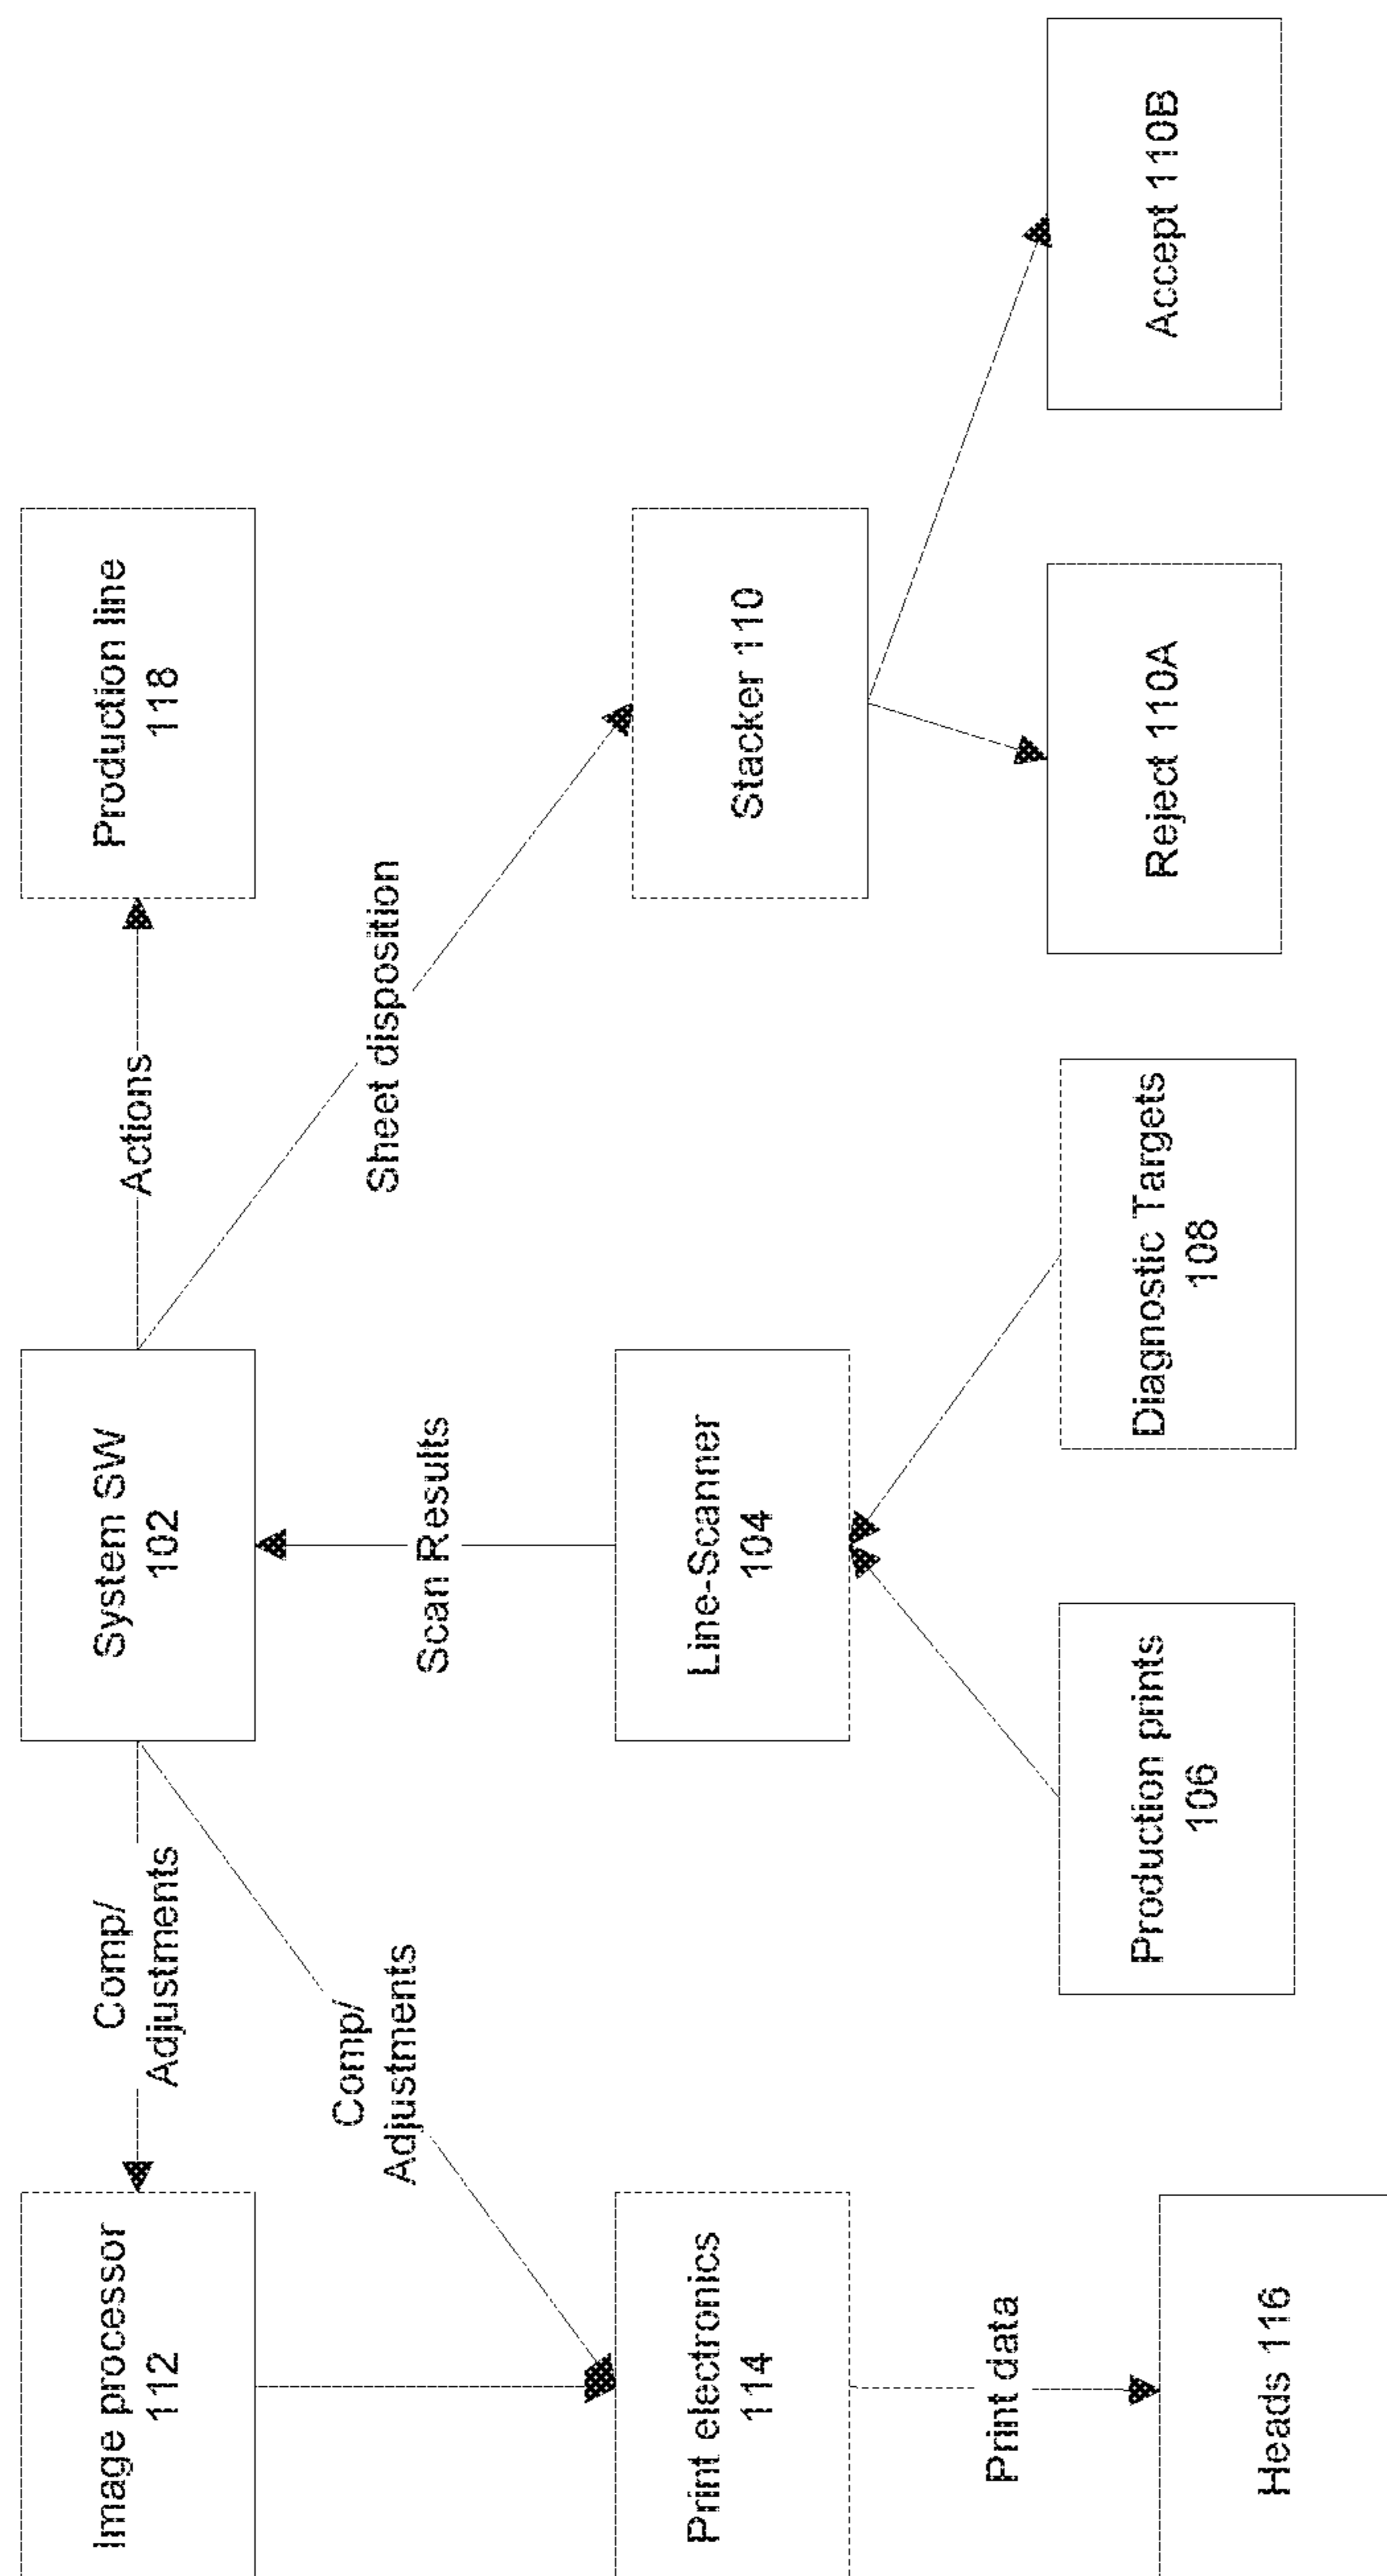 Image processor
112
Comp/
Adjustments
System SW
102
Actions
Production line
118
Comp/
Adjustments
Scan Results
Sheet disposition
Print electronics
114
Line-Scanner
104
Stacker 110
Print data
Heads 116
Production prints
106
Diagnostic Targets
108
Reject 110A
Accept 110B